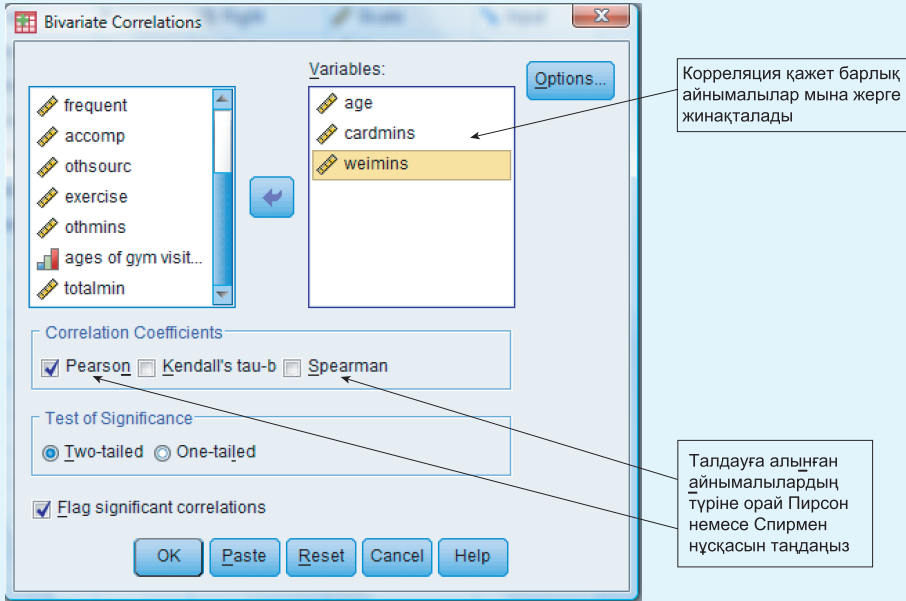 Bivariate Correlations
Variables:
Options...
frequent
accomp
othsourc
exercise
othmins
ages of gym visit...
totalmin
age
cardmins
weimins
Correlation Coefficients
Pearson Kendall's tau-b Spearman
Test of Significance
Two-tailed One-tailed
Flag significant correlations
OK Paste Reset Cancel Help
Корреляция қажет барлық
айнымалылар мына жерге
жинақталады
Талдауға алынған
айнымалылардың
түріне орай Пирсон
немесе Спирмен
нұсқасын таңдаңыз